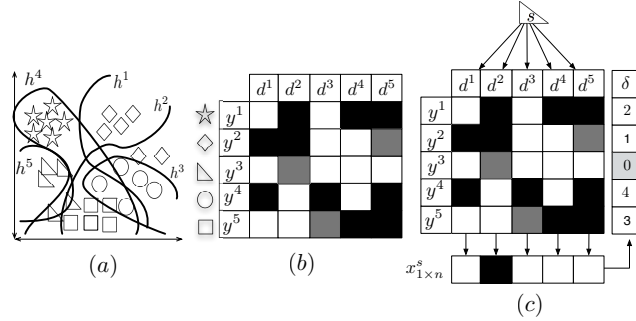 s
h^4
h^1
h^2
h^5
h^3
(a)
d^1 d^2 d^3 d^4 d^5
y^1
y^2
y^3
y^4
y^5
(b)
d^1 d^2 d^3 d^4 d^5 δ
y^1 2
y^2 1
y^3 0
y^4 4
y^5 3
x^s_{1×n}
(c)